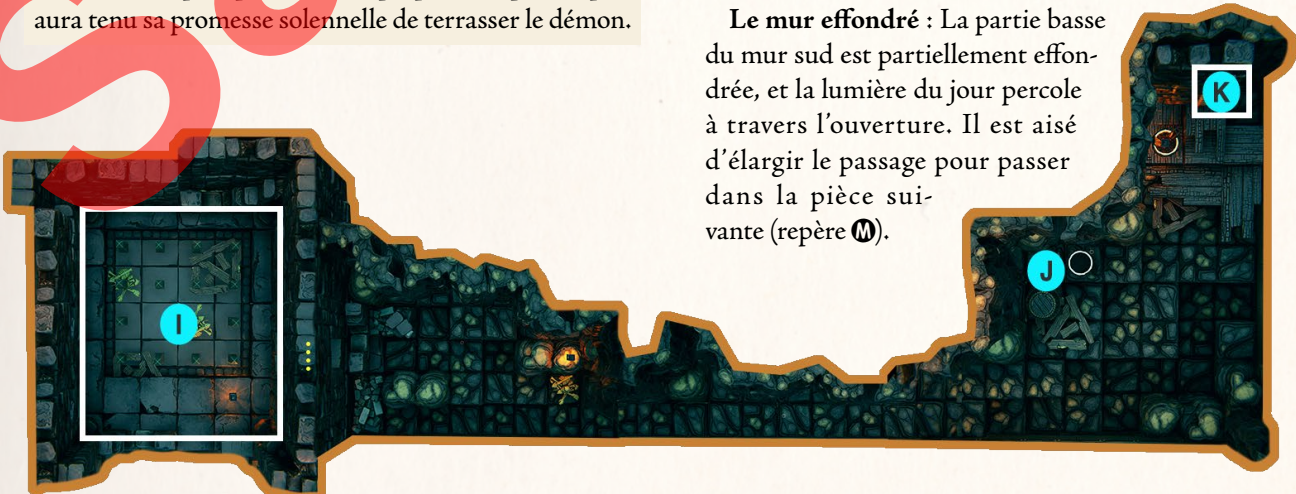 aura tenu sa promesse solennelle de terrasser le démon.
Le mur effondré : La partie basse
du mur sud est partiellement effon-
drée, et la lumière du jour percole
à travers l’ouverture. Il est aisé
d’élargir le passage pour passer
dans la pièce sui-
vante (repère M).
K
J
I